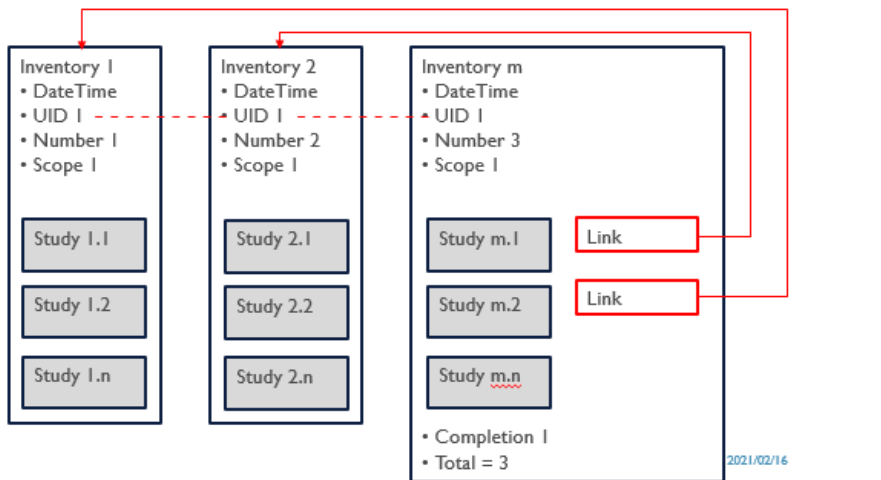 Inventory 1
• DateTime
• UID 1
• Number 1
• Scope 1
Study 1.1
Study 1.2
Study 1.n
Inventory 2
• DateTime
• UID 1
• Number 2
• Scope 1
Study 2.1
Study 2.2
Study 2.n
Inventory m
• DateTime
• UID 1
• Number 3
• Scope 1
Study m.1
Link
Study m.2
Link
Study m.n
• Completion 1
• Total = 3
2021/02/16